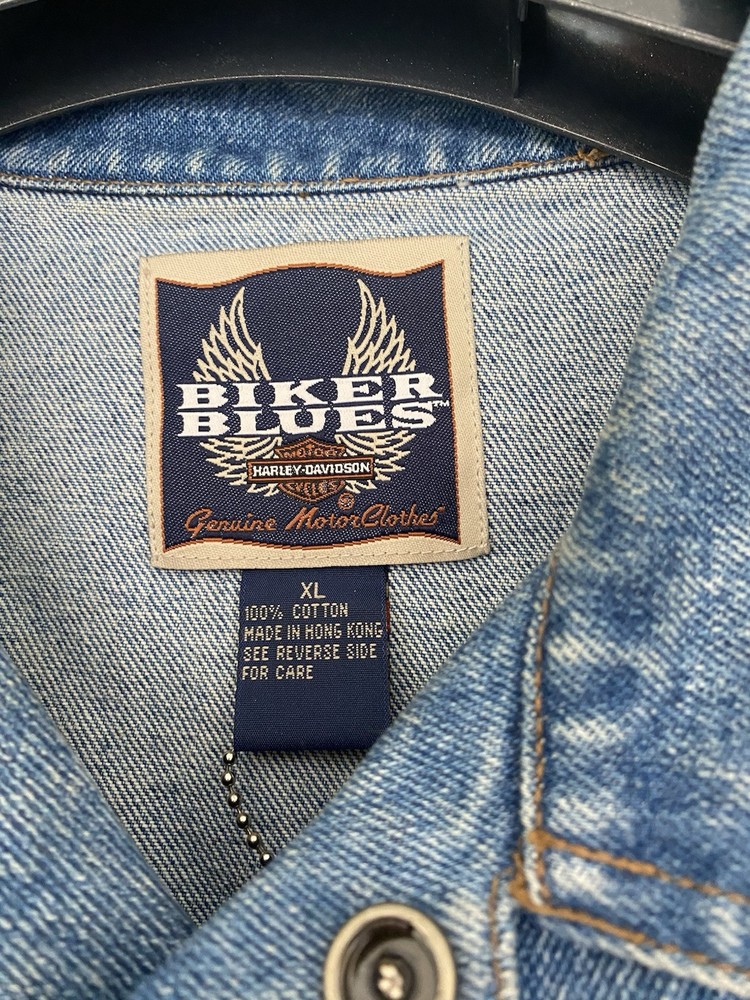 BIKER
BLUES™
MOTOR
HARLEY-DAVIDSON
CYCLES
®
Genuine MotorClothes™
XL
100% COTTON
MADE IN HONG KONG
SEE REVERSE SIDE
FOR CARE